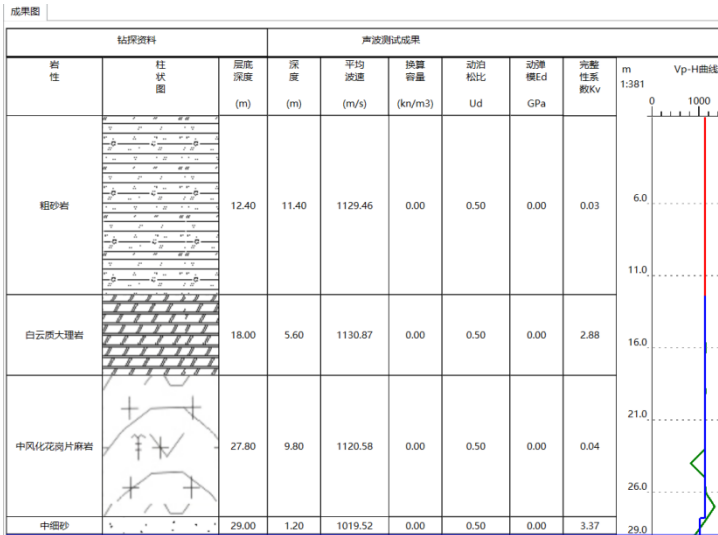 成果图
钻探资料 声波测试成果
岩性 柱状图 层底深度 (m) 深度 (m) 平均波速 (m/s) 换算容量 (kn/m3) 动泊松比 Ud 动弹模Ed GPa 完整性系数Kv m 1:381 Vp-H曲线
0 1000
粗砂岩 12.40 11.40 1129.46 0.00 0.50 0.00 0.03
6.0
11.0
白云质大理岩 18.00 5.60 1130.87 0.00 0.50 0.00 2.88
16.0
21.0
中风化花岗片麻岩 27.80 9.80 1120.58 0.00 0.50 0.00 0.04
26.0
中细砂 29.00 1.20 1019.52 0.00 0.50 0.00 3.37
29.0